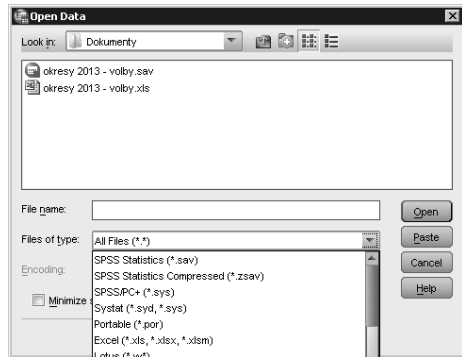 Open Data
Look in: Dokumenty
okresy 2013 - volby.sav
okresy 2013 - volby.xls
File name:
Open
Files of type: All Files (*.*)
Paste
SPSS Statistics (*.sav)
Encoding:
SPSS Statistics Compressed (*.zsav)
Cancel
SPSS/PC+ (*.sys)
Minimize
Systat (*.syd, *.sys)
Help
Portable (*.por)
Excel (*.xls, *.xlsx, *.xlsm)
Lotus (*.w*)